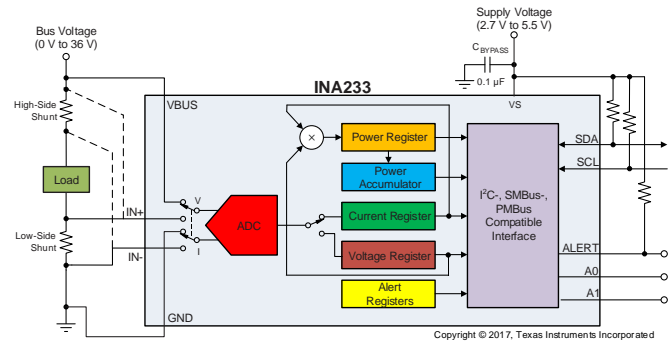 Bus Voltage
(0 V to 36 V)
Supply Voltage
(2.7 V to 5.5 V)
CBYPASS
0.1 µF
INA233
VBUS
VS
High-Side
Shunt
Load
Low-Side
Shunt
IN+
IN-
V
I
GND
ADC
×
Power Register
Power
Accumulator
Current Register
Voltage Register
Alert
Registers
I²C-, SMBus-,
PMBus
Compatible
Interface
SDA
SCL
ALERT
A0
A1
Copyright © 2017, Texas Instruments Incorporated